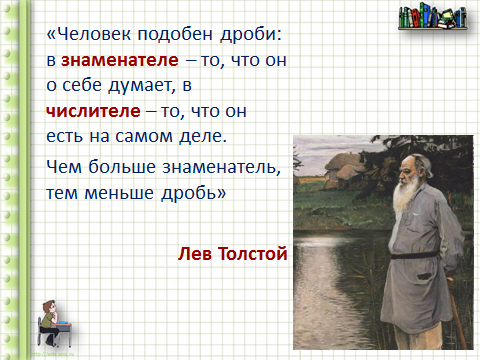 «Человек подобен дроби:
в знаменателе – то, что он
о себе думает, в
числителе – то, что он
есть на самом деле.
Чем больше знаменатель,
тем меньше дробь»
Лев Толстой